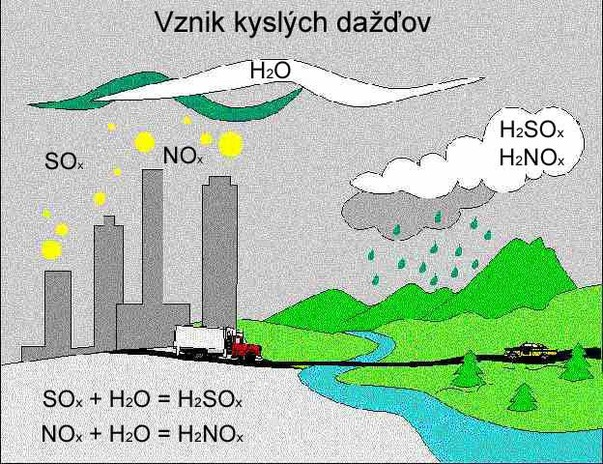 Vznik kyslých dažďov
H₂O
SOₓ
NOₓ
H₂SOₓ
H₂NOₓ
SOₓ + H₂O = H₂SOₓ
NOₓ + H₂O = H₂NOₓ